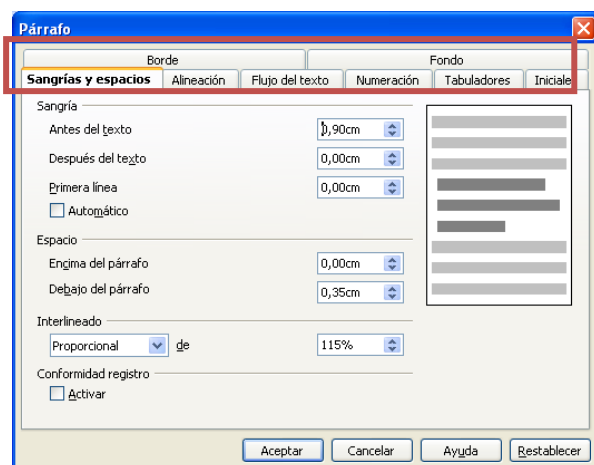 Párrafo
Borde Fondo
Sangrías y espacios Alineación Flujo del texto Numeración Tabuladores Iniciale
Sangría
Antes del texto 0,90cm
Después del texto 0,00cm
Primera línea 0,00cm
Automático
Espacio
Encima del párrafo 0,00cm
Debajo del párrafo 0,35cm
Interlineado
Proporcional de 115%
Conformidad registro
Activar
Aceptar Cancelar Ayuda Restablecer